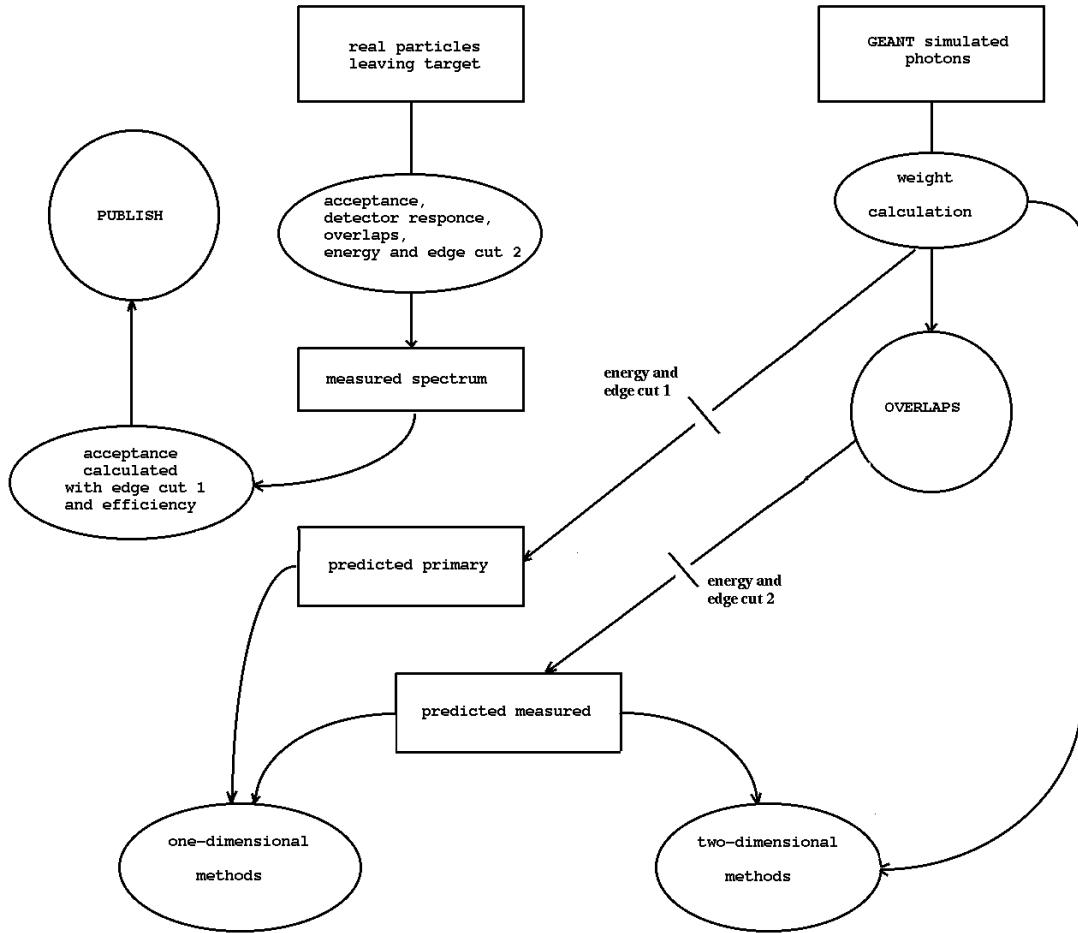 real particles
leaving target
GEANT simulated
photons
PUBLISH
acceptance,
detector responce,
overlaps,
energy and edge cut 2
weight
calculation
measured spectrum
energy and
edge cut 1
OVERLAPS
acceptance
calculated
with edge cut 1
and efficiency
predicted primary
energy and
edge cut 2
predicted measured
one-dimensional
methods
two-dimensional
methods